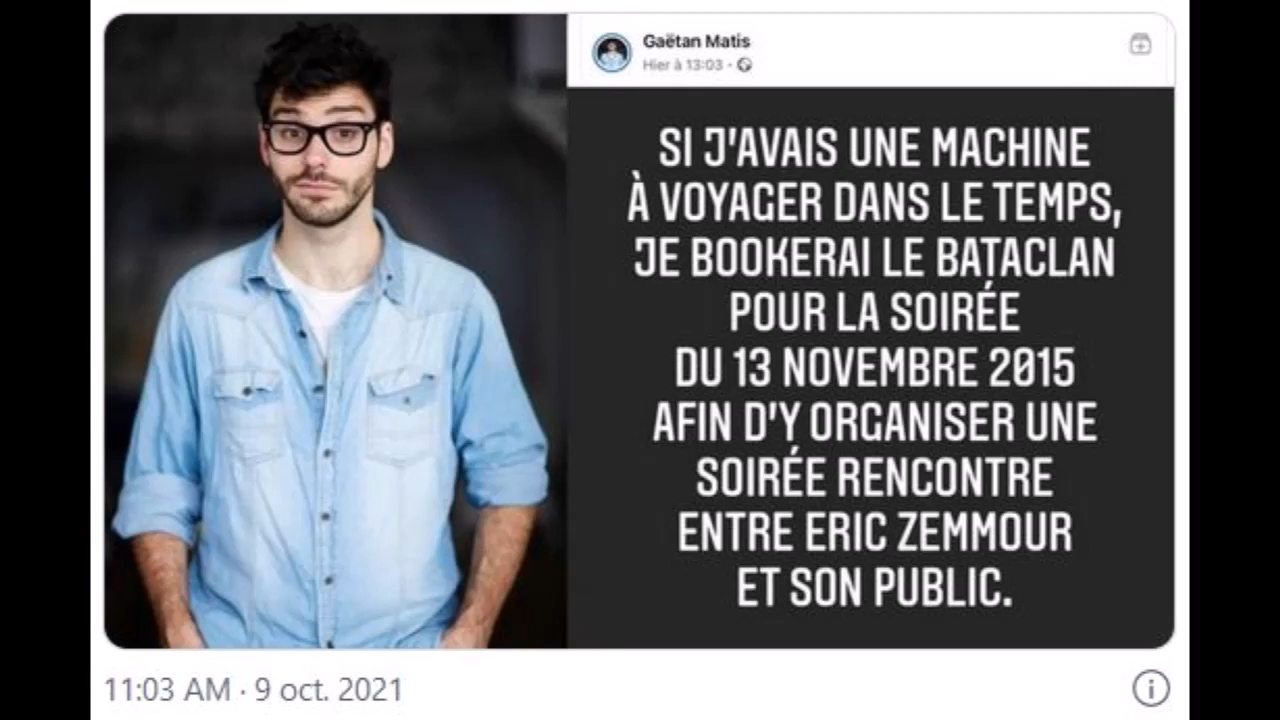 Gaëtan Matis
Hier à 13:03 ·
SI J'AVAIS UNE MACHINE
À VOYAGER DANS LE TEMPS,
JE BOOKERAI LE BATACLAN
POUR LA SOIRÉE
DU 13 NOVEMBRE 2015
AFIN D'Y ORGANISER UNE
SOIRÉE RENCONTRE
ENTRE ERIC ZEMMOUR
ET SON PUBLIC.
11:03 AM · 9 oct. 2021